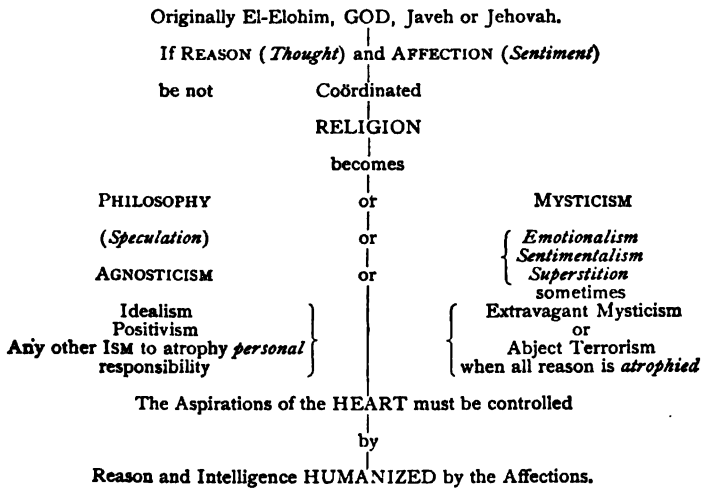 Originally El-Elohim, GOD, Javeh or Jehovah.
If REASON (Thought) and AFFECTION (Sentiment)
be not Coördinated
RELIGION
becomes
PHILOSOPHY or MYSTICISM
(Speculation) or Emotionalism
Sentimentalism
AGNOSTICISM or Superstition
sometimes
Idealism Extravagant Mysticism
Positivism or
Any other ISM to atrophy personal Abject Terrorism
responsibility when all reason is atrophied
The Aspirations of the HEART must be controlled
by
Reason and Intelligence HUMANIZED by the Affections.